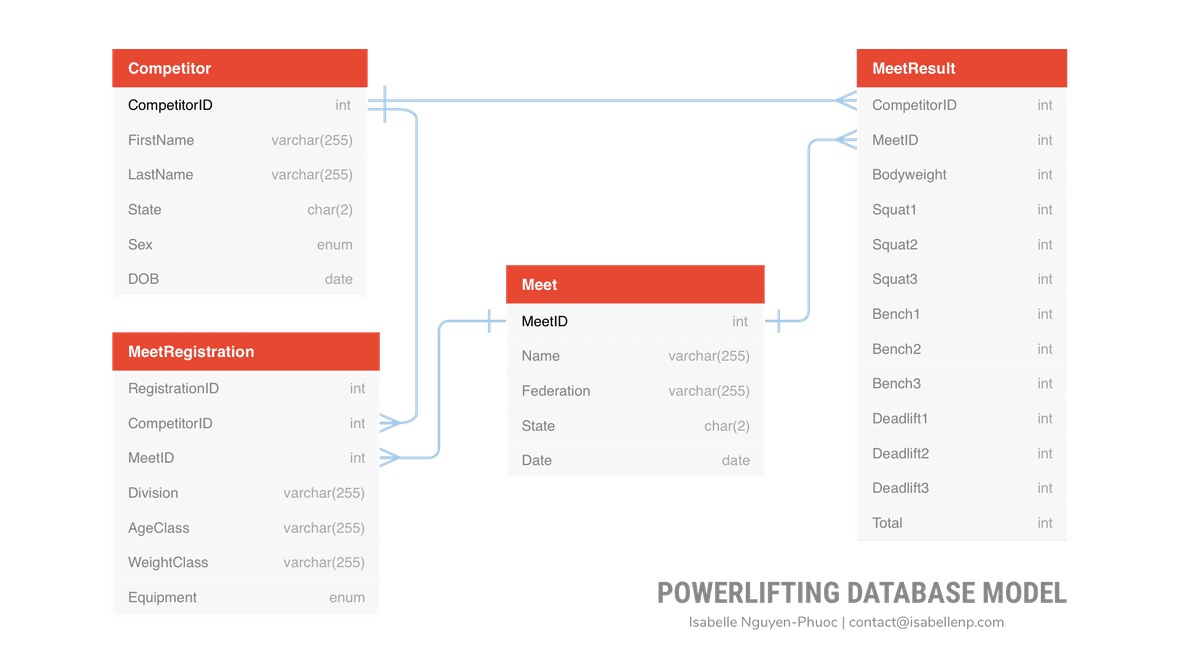 Competitor
CompetitorID int
FirstName varchar(255)
LastName varchar(255)
State char(2)
Sex enum
DOB date
MeetRegistration
RegistrationID int
CompetitorID int
MeetID int
Division varchar(255)
AgeClass varchar(255)
WeightClass varchar(255)
Equipment enum
Meet
MeetID int
Name varchar(255)
Federation varchar(255)
State char(2)
Date date
MeetResult
CompetitorID int
MeetID int
Bodyweight int
Squat1 int
Squat2 int
Squat3 int
Bench1 int
Bench2 int
Bench3 int
Deadlift1 int
Deadlift2 int
Deadlift3 int
Total int
POWERLIFTING DATABASE MODEL
Isabelle Nguyen-Phuoc | contact@isabellenp.com